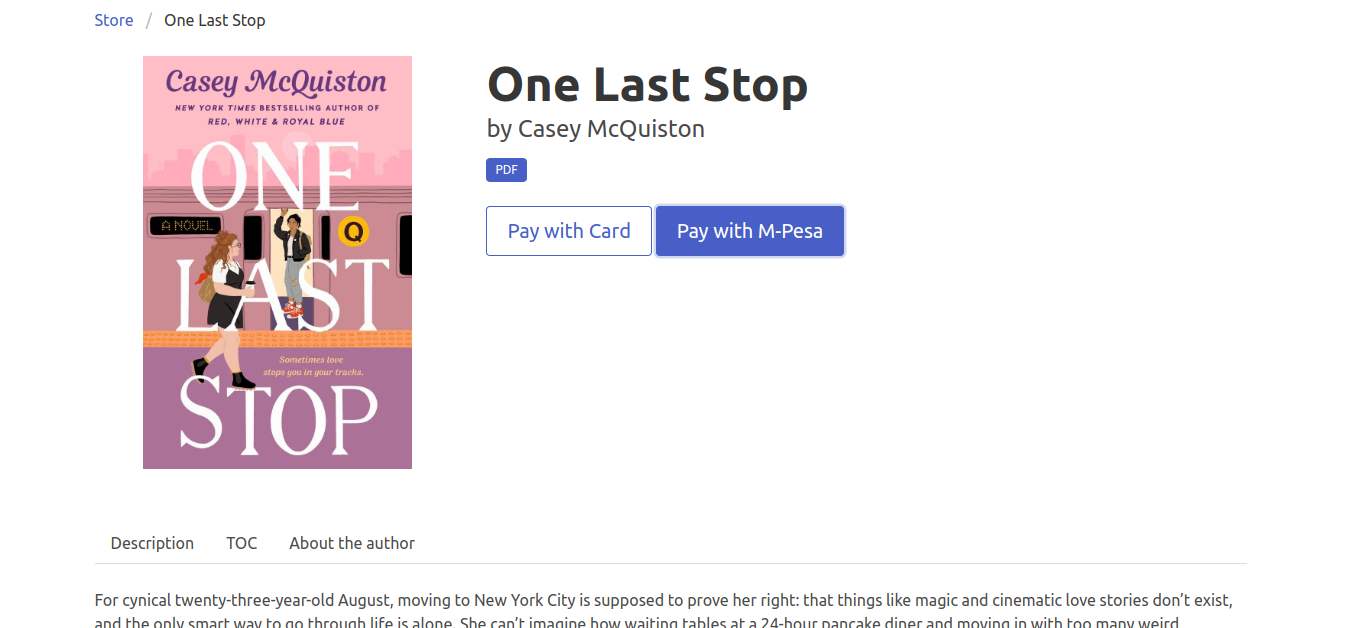 Store / One Last Stop
Casey McQuiston
NEW YORK TIMES BESTSELLING AUTHOR OF
RED, WHITE & ROYAL BLUE
ONE
A NOVEL
Q
LAST
Sometimes love
stops you in your tracks.
STOP
One Last Stop
by Casey McQuiston
PDF
Pay with Card
Pay with M-Pesa
Description TOC About the author
For cynical twenty-three-year-old August, moving to New York City is supposed to prove her right: that things like magic and cinematic love stories don’t exist,
and the only smart way to go through life is alone. She can’t imagine how waiting tables at a 24-hour pancake diner and moving in with too many weird